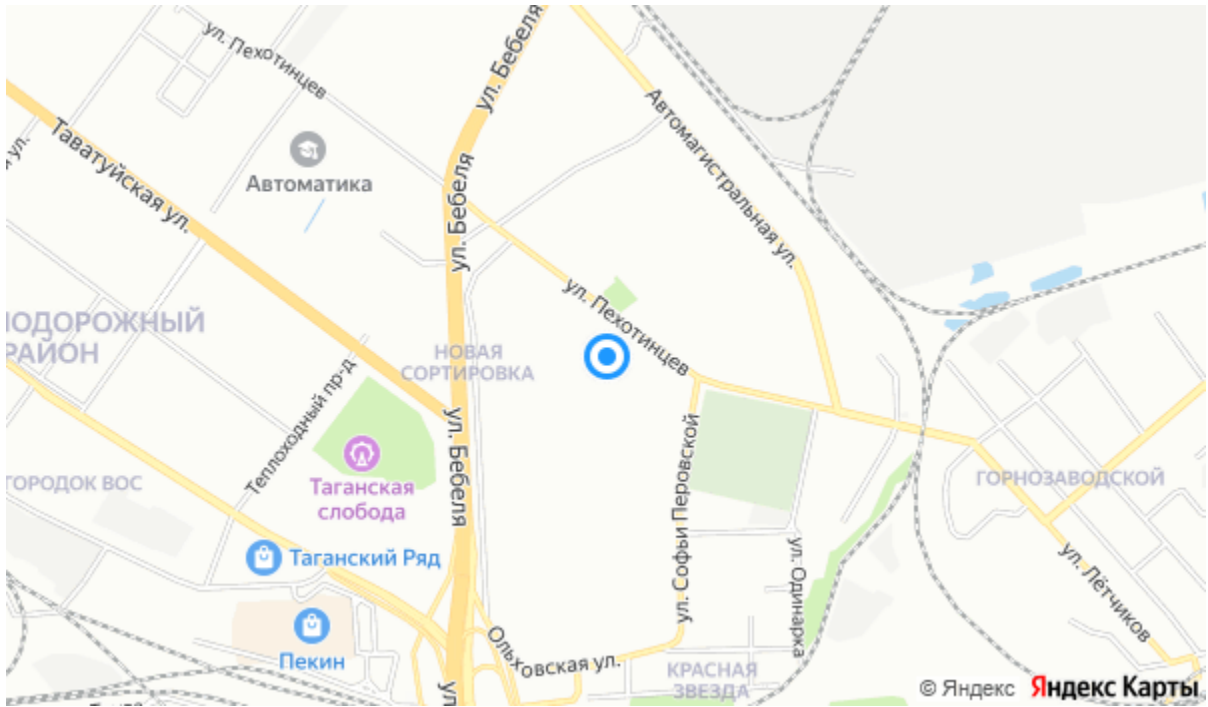 ул. Пехотинцев
ул. Бебеля
Таватуйская ул.
Автоматика
Автомагистральная ул.
ул. Бебеля
ул. Пехотинцев
НОВАЯ
СОРТИРОВКА
Теплоходный пр-д
ул. Бебеля
Таганская
слобода
ГОРОДОК ВОС
ул. Софьи Перовской
ГОРНОЗАВОДСКОЙ
Таганский Ряд
ул. Одинарка
ул. Лётчиков
Пекин
Ольховская ул.
КРАСНАЯ
ЗВЕЗДА
© Яндекс Яндекс Карты